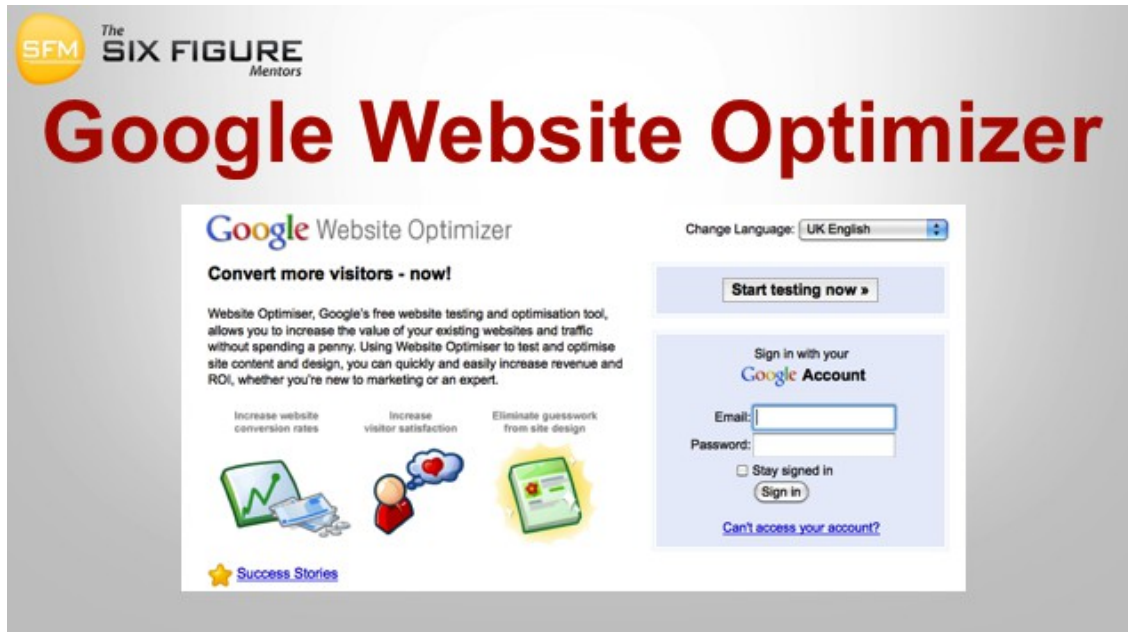 SFM
The
SIX FIGURE
Mentors
Google Website Optimizer
Google Website Optimizer
Change Language: UK English
Convert more visitors - now!
Website Optimiser, Google's free website testing and optimisation tool,
allows you to increase the value of your existing websites and traffic
without spending a penny. Using Website Optimiser to test and optimise
site content and design, you can quickly and easily increase revenue and
ROI, whether you're new to marketing or an expert.
Increase website
conversion rates
Increase
visitor satisfaction
Eliminate guesswork
from site design
Success Stories
Start testing now »
Sign in with your
Google Account
Email:
Password:
Stay signed in
Sign in
Can't access your account?